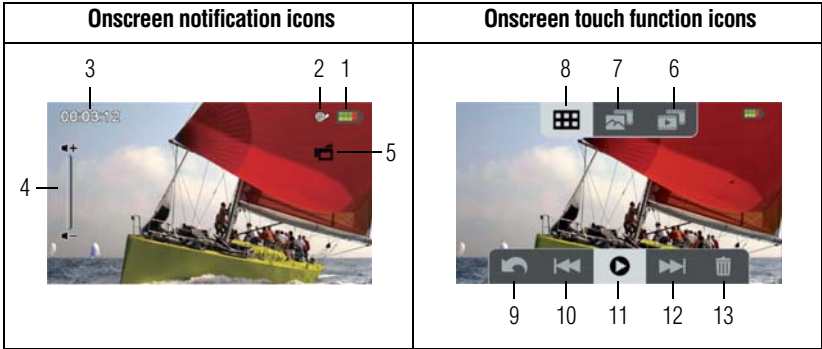 Onscreen notification icons
Onscreen touch function icons
3 2 1
8 7 6
00:03:12
5
4
9 10 11 12 13